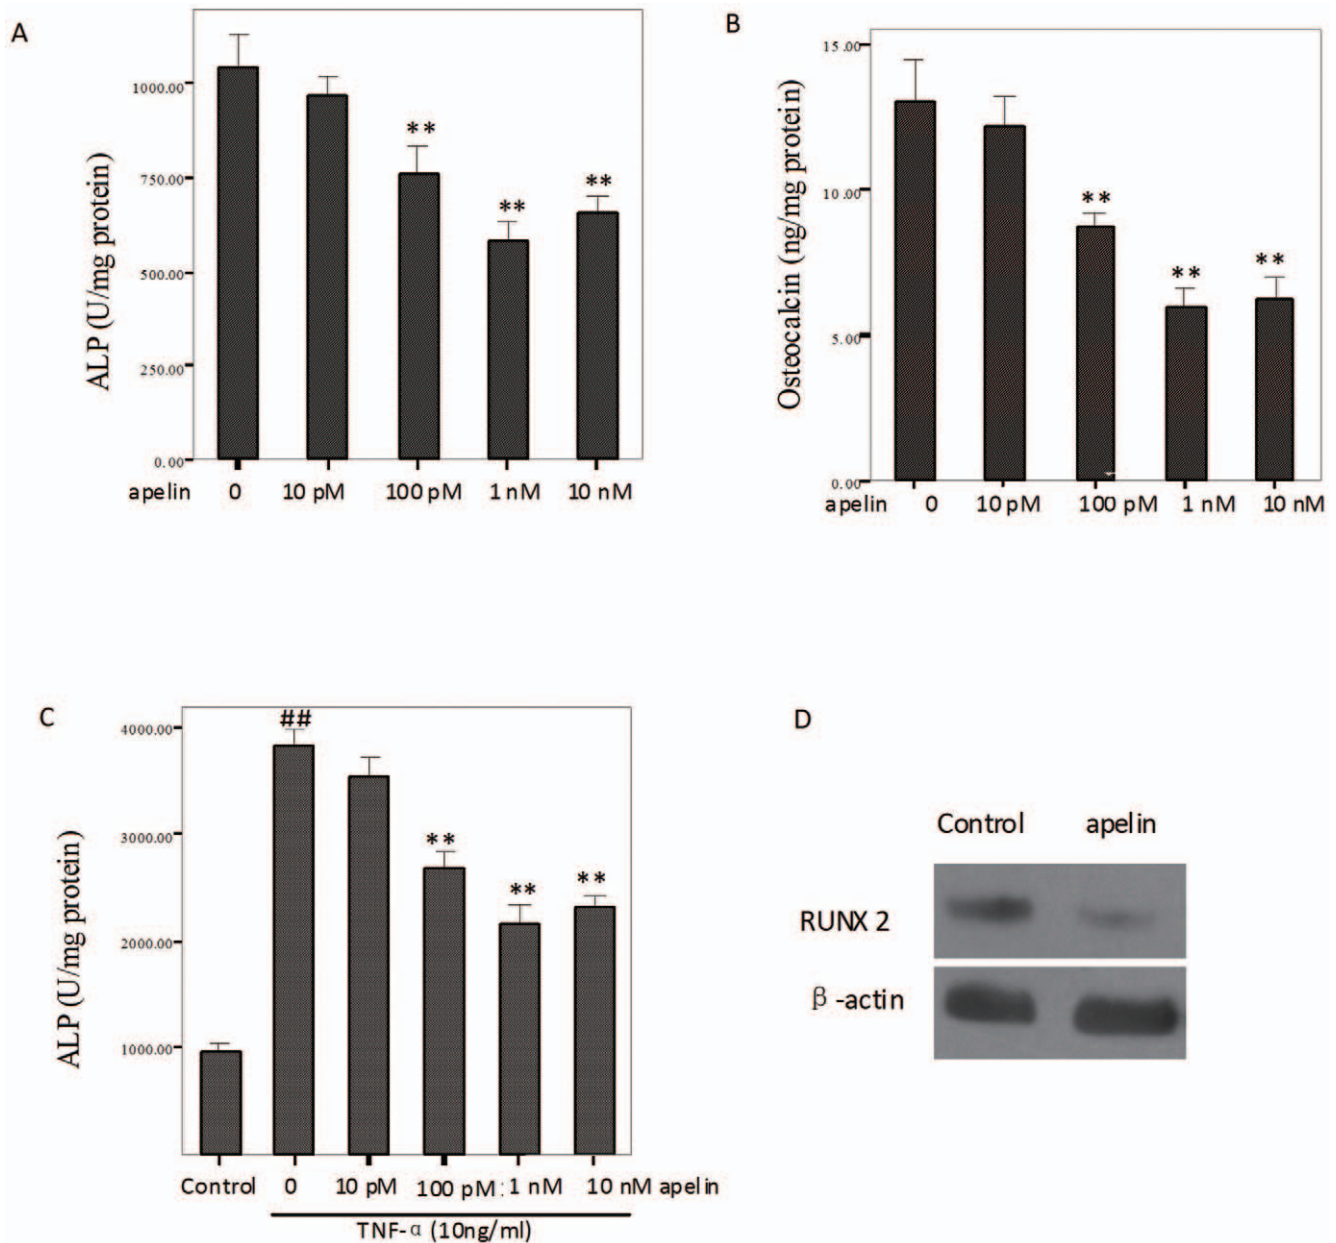 A
ALP (U/mg protein)
1000.00
750.00
500.00
250.00
0.00
**
**
**
apelin 0 10 pM 100 pM 1 nM 10 nM
B
Osteocalcin (ng/mg protein)
15.00
10.00
5.00
0.00
**
**
**
apelin 0 10 pM 100 pM 1 nM 10 nM
C
ALP (U/mg protein)
4000.00
3000.00
2000.00
1000.00
##
**
**
**
Control 0 10 pM 100 pM 1 nM 10 nM apelin
TNF-α (10ng/ml)
D
Control apelin
RUNX 2
β-actin